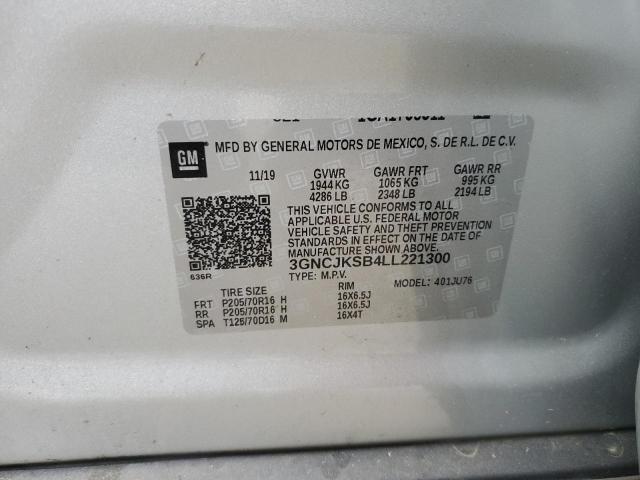 GM
MFD BY GENERAL MOTORS DE MEXICO, S. DE R.L. DE C.V.
11/19 GVWR GAWR FRT GAWR RR
1944 KG 1065 KG 995 KG
4286 LB 2348 LB 2194 LB
THIS VEHICLE CONFORMS TO ALL
APPLICABLE U.S. FEDERAL MOTOR
VEHICLE SAFETY AND THEFT PREVENTION
STANDARDS IN EFFECT ON THE DATE OF
MANUFACTURE SHOWN ABOVE.
3GNCJKSB4LL221300
TYPE: M.P.V. MODEL: 401JU76
636R
TIRE SIZE RIM
FRT P205/70R16 H 16X6.5J
RR P205/70R16 H 16X6.5J
SPA T125/70D16 M 16X4T